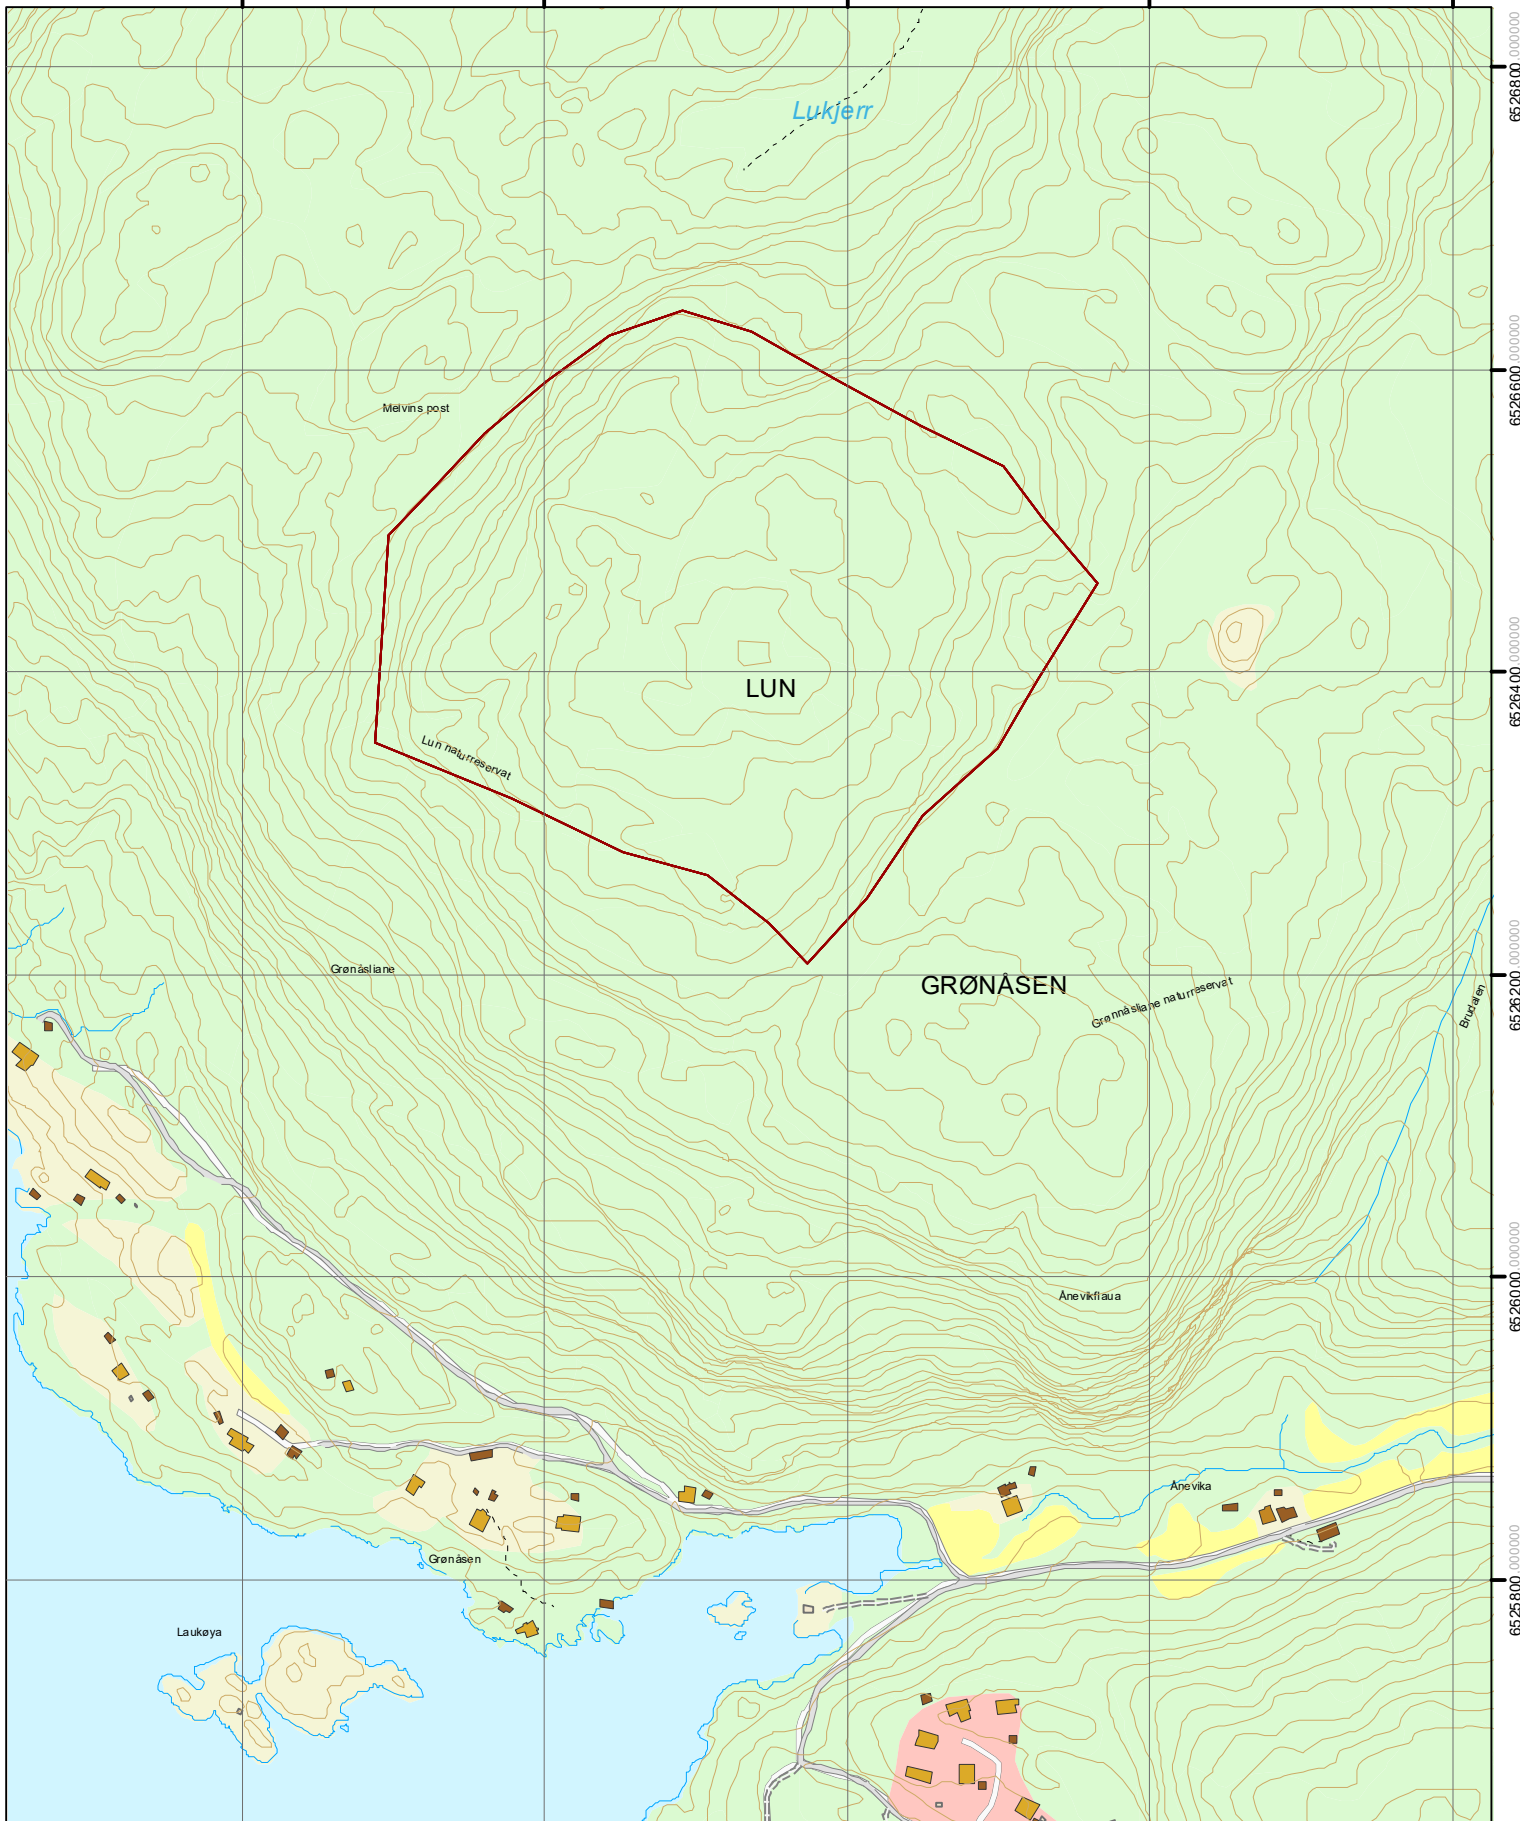 6526800.000000
Lukjerr
6526600.000000
Melvins post
6526400.000000
LUN
Lun naturreservat
Grønåsliane
6526200.000000
GRØNÅSEN
Grønnåsliane naturreservat
Brudalen
6526000.000000
Ånevikflaua
Ånevika
Grønåsen
6525800.000000
Laukøya